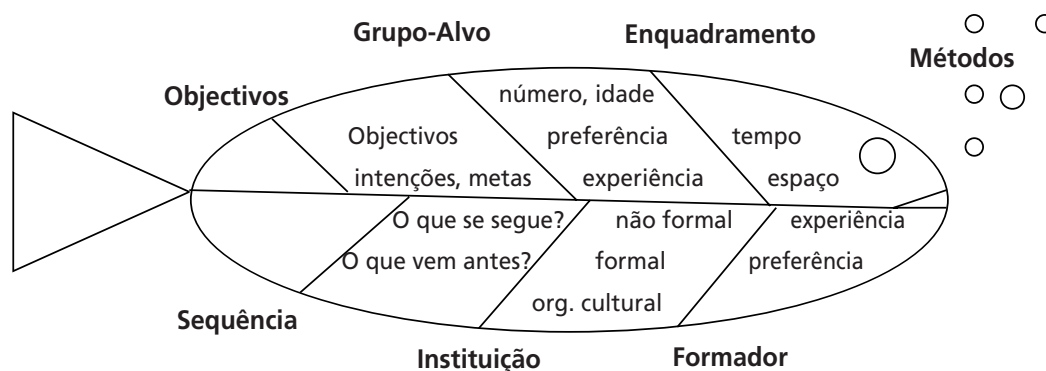 Grupo-Alvo
Enquadramento
Métodos
Objectivos
número, idade
Objectivos
preferência
tempo
intenções, metas
experiência
espaço
O que se segue?
não formal
experiência
O que vem antes?
formal
preferência
org. cultural
Sequência
Instituição
Formador